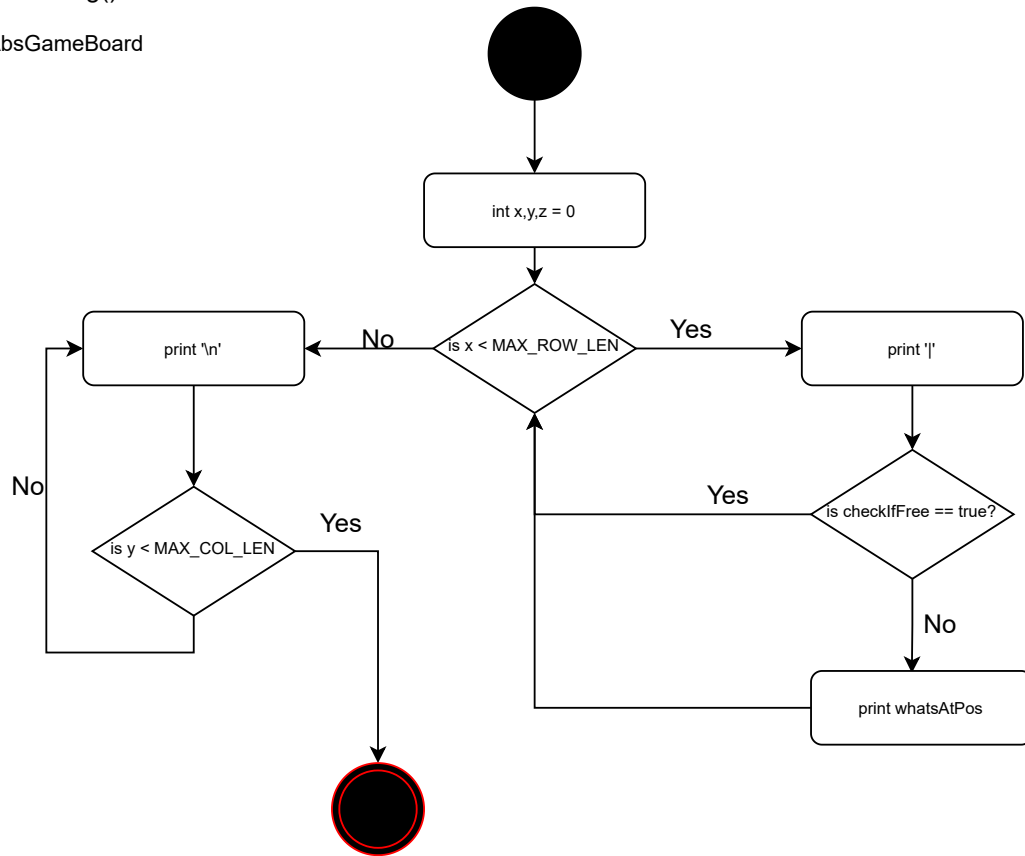 g()
bsGameBoard
int x,y,z = 0
print '\n'
No
is x < MAX_ROW_LEN
Yes
print '|'
No
Yes
is checkIfFree == true?
is y < MAX_COL_LEN
Yes
No
print whatsAtPos